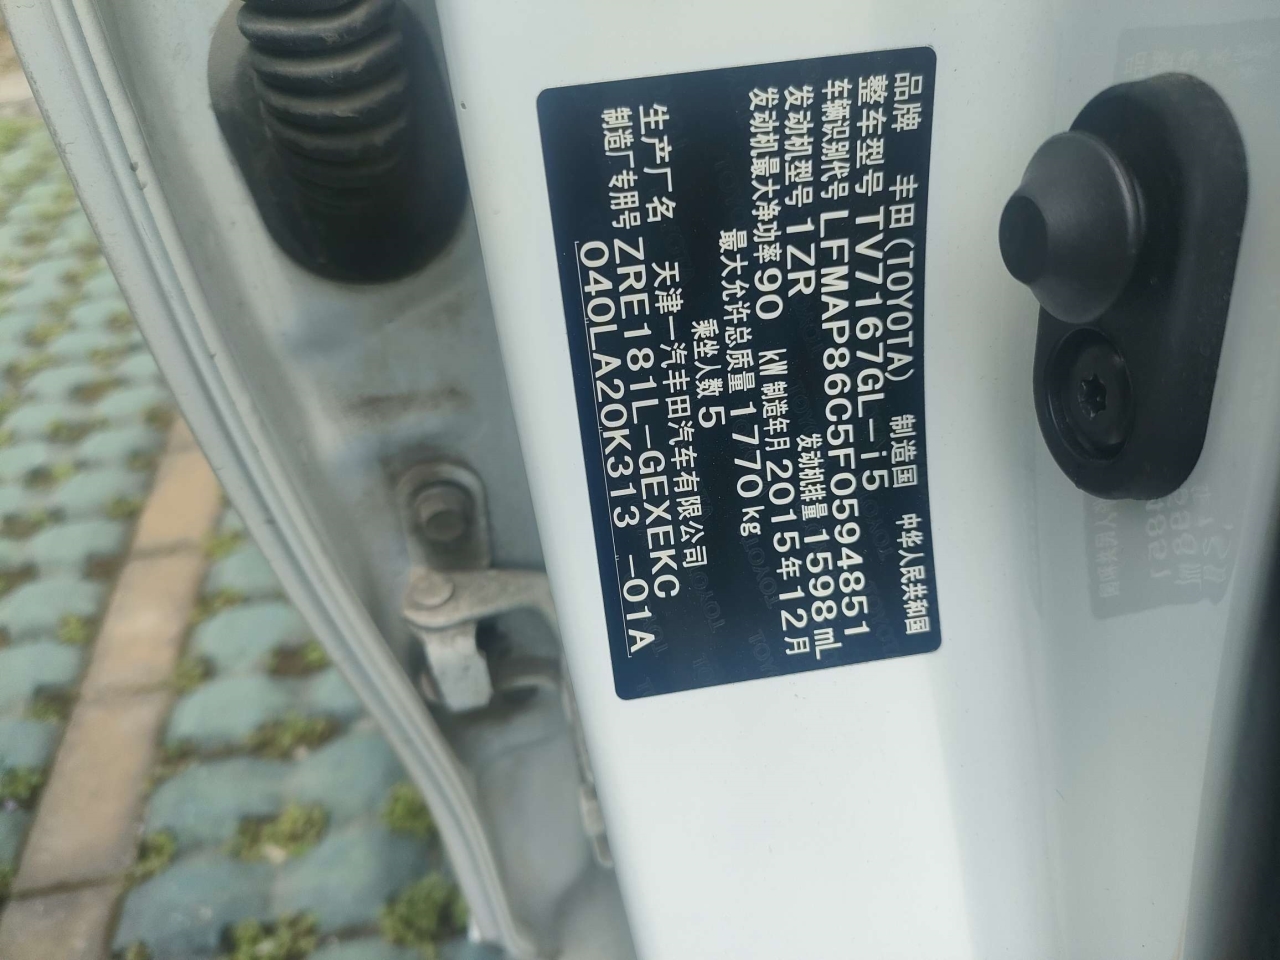 品牌 丰田(TOYOTA) 制造国 中华人民共和国
整车型号 TV7167GL-i5
车辆识别代号 LFMAP86C5F0594851
发动机型号 1ZR 发动机排量 1598mL
发动机最大净功率 90 kW 制造年月 2015年12月
最大允许总质量 1770kg
乘坐人数 5
生产厂名 天津一汽丰田汽车有限公司
制造厂专用号 ZRE181L-GEXEKC
040LA20K313 -01A